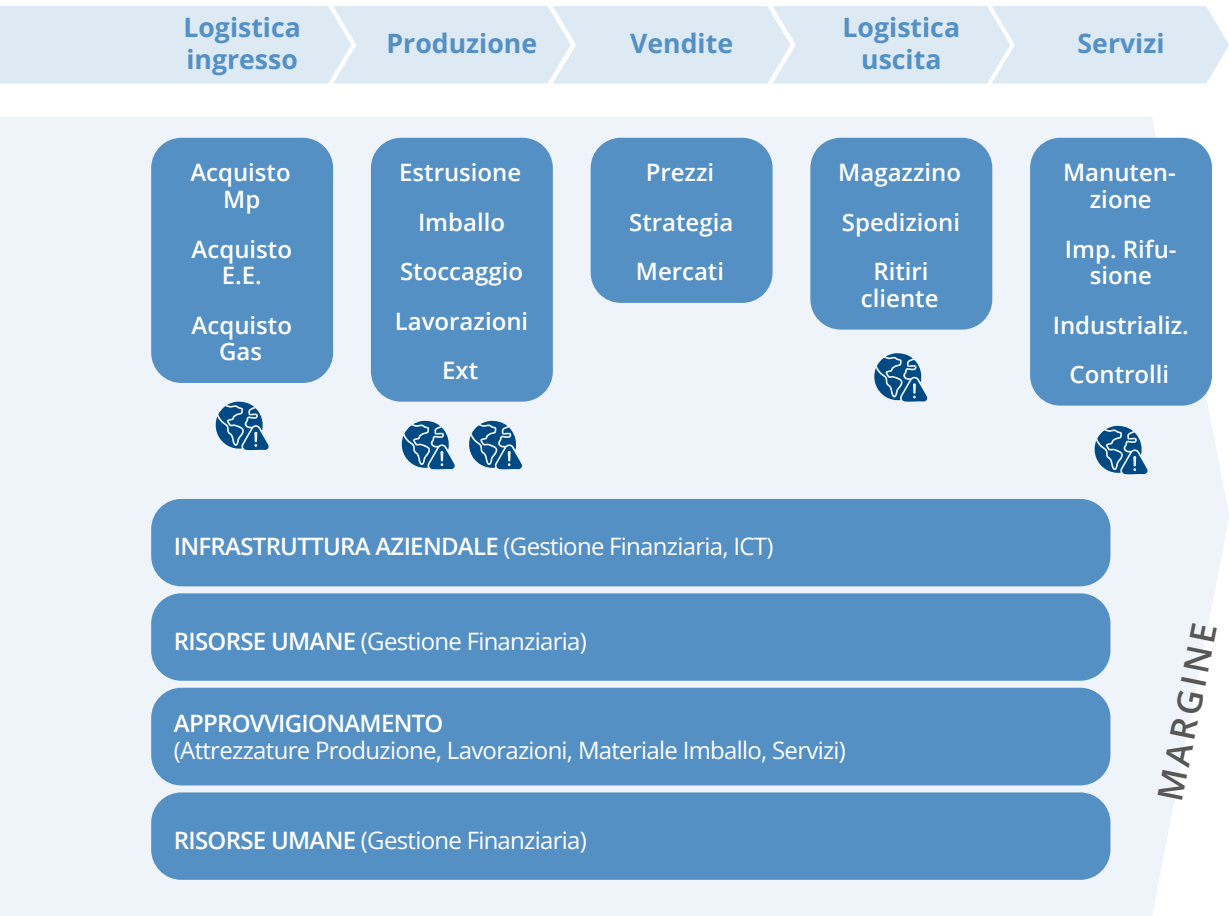 Logistica
ingresso
Produzione
Vendite
Logistica
uscita
Servizi
Acquisto
Mp
Acquisto
E.E.
Acquisto
Gas
Estrusione
Imballo
Stoccaggio
Lavorazioni
Ext
Prezzi
Strategia
Mercati
Magazzino
Spedizioni
Ritiri
cliente
Manuten-
zione
Imp. Rifu-
sione
Industrializ.
Controlli
INFRASTRUTTURA AZIENDALE (Gestione Finanziaria, ICT)
RISORSE UMANE (Gestione Finanziaria)
APPROVVIGIONAMENTO
(Attrezzature Produzione, Lavorazioni, Materiale Imballo, Servizi)
RISORSE UMANE (Gestione Finanziaria)
MARGINE